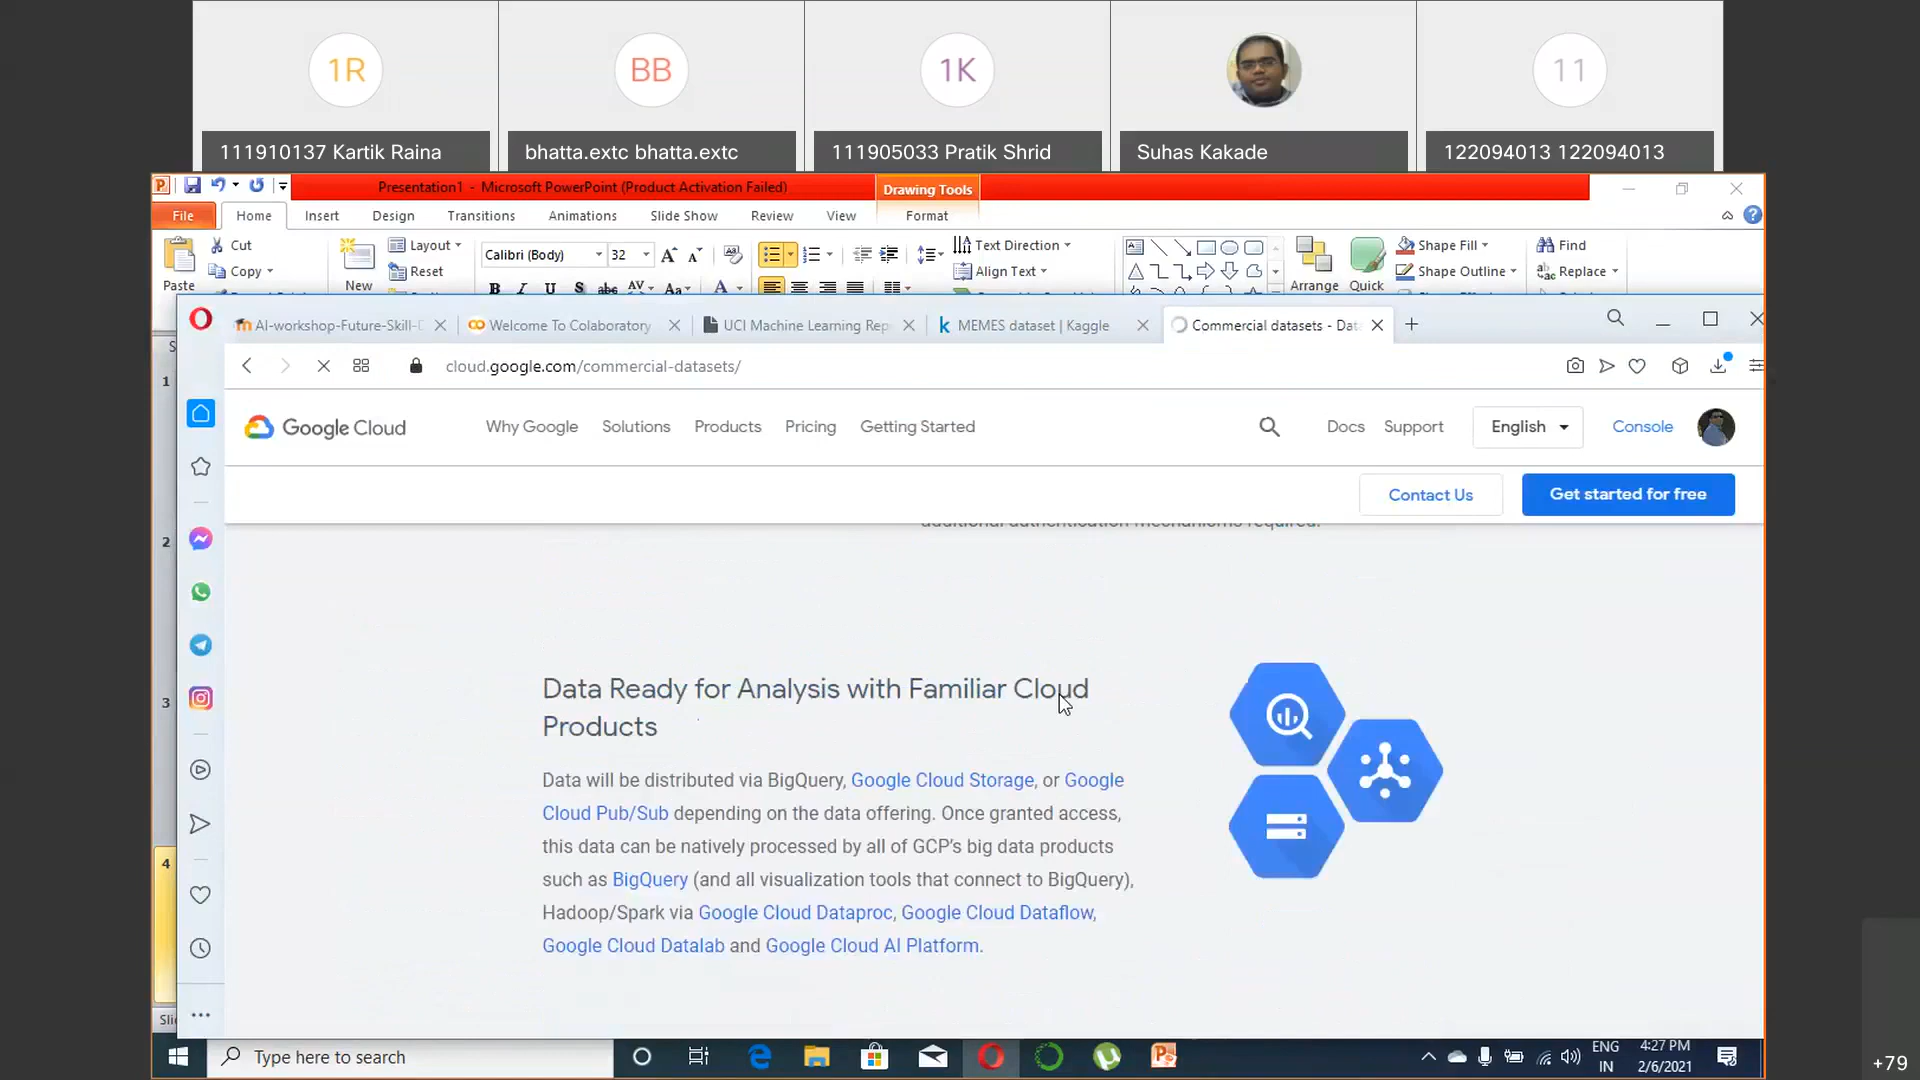 1R
BB
1K
11
111910137 Kartik Raina
bhatta.extc bhatta.extc
111905033 Pratik Shrid
Suhas Kakade
122094013 122094013
Presentation1 - Microsoft PowerPoint (Product Activation Failed)
Drawing Tools
File
Home
Insert
Design
Transitions
Animations
Slide Show
Review
View
Format
Cut
Copy
Paste
New
Layout
Reset
Calibri (Body)
32
Text Direction
Align Text
Arrange
Quick
Shape Fill
Shape Outline
Find
Replace
AI-workshop-Future-Skill-
Welcome To Colaboratory
UCI Machine Learning Rep
MEMES dataset | Kaggle
Commercial datasets - Dat
cloud.google.com/commercial-datasets/
Google Cloud
Why Google
Solutions
Products
Pricing
Getting Started
Docs
Support
English
Console
Contact Us
Get started for free
additional authentication mechanisms required.
Data Ready for Analysis with Familiar Cloud
Products
Data will be distributed via BigQuery, Google Cloud Storage, or Google
Cloud Pub/Sub depending on the data offering. Once granted access,
this data can be natively processed by all of GCP's big data products
such as BigQuery (and all visualization tools that connect to BigQuery),
Hadoop/Spark via Google Cloud Dataproc, Google Cloud Dataflow,
Google Cloud Datalab and Google Cloud AI Platform.
1
2
3
4
Type here to search
ENG
IN
4:27 PM
2/6/2021
+79